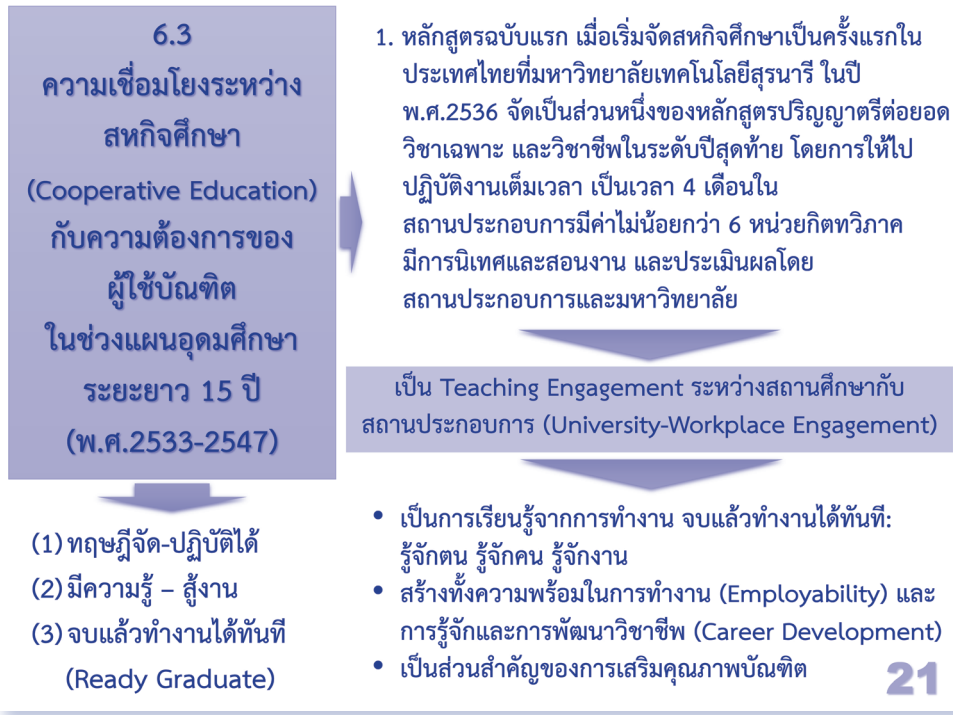 6.3
ความเชื่อมโยงระหว่าง
สหกิจศึกษา
(Cooperative Education)
กับความต้องการของ
ผู้ใช้บัณฑิต
ในช่วงแผนอุดมศึกษา
ระยะยาว 15 ปี
(พ.ศ.2533-2547)
(1) ทฤษฎีจัด-ปฏิบัติได้
(2) มีความรู้ – สู้งาน
(3) จบแล้วทำงานได้ทันที
(Ready Graduate)
1. หลักสูตรฉบับแรก เมื่อเริ่มจัดสหกิจศึกษาเป็นครั้งแรกใน
ประเทศไทยที่มหาวิทยาลัยเทคโนโลยีสุรนารี ในปี
พ.ศ.2536 จัดเป็นส่วนหนึ่งของหลักสูตรปริญญาตรีต่อยอด
วิชาเฉพาะ และวิชาชีพในระดับปีสุดท้าย โดยการให้ไป
ปฏิบัติงานเต็มเวลา เป็นเวลา 4 เดือนใน
สถานประกอบการมีค่าไม่น้อยกว่า 6 หน่วยกิตทวิภาค
มีการนิเทศและสอนงาน และประเมินผลโดย
สถานประกอบการและมหาวิทยาลัย
เป็น Teaching Engagement ระหว่างสถานศึกษากับ
สถานประกอบการ (University-Workplace Engagement)
• เป็นการเรียนรู้จากการทำงาน จบแล้วทำงานได้ทันที:
รู้จักตน รู้จักคน รู้จักงาน
• สร้างทั้งความพร้อมในการทำงาน (Employability) และ
การรู้จักและการพัฒนาวิชาชีพ (Career Development)
• เป็นส่วนสำคัญของการเสริมคุณภาพบัณฑิต
21